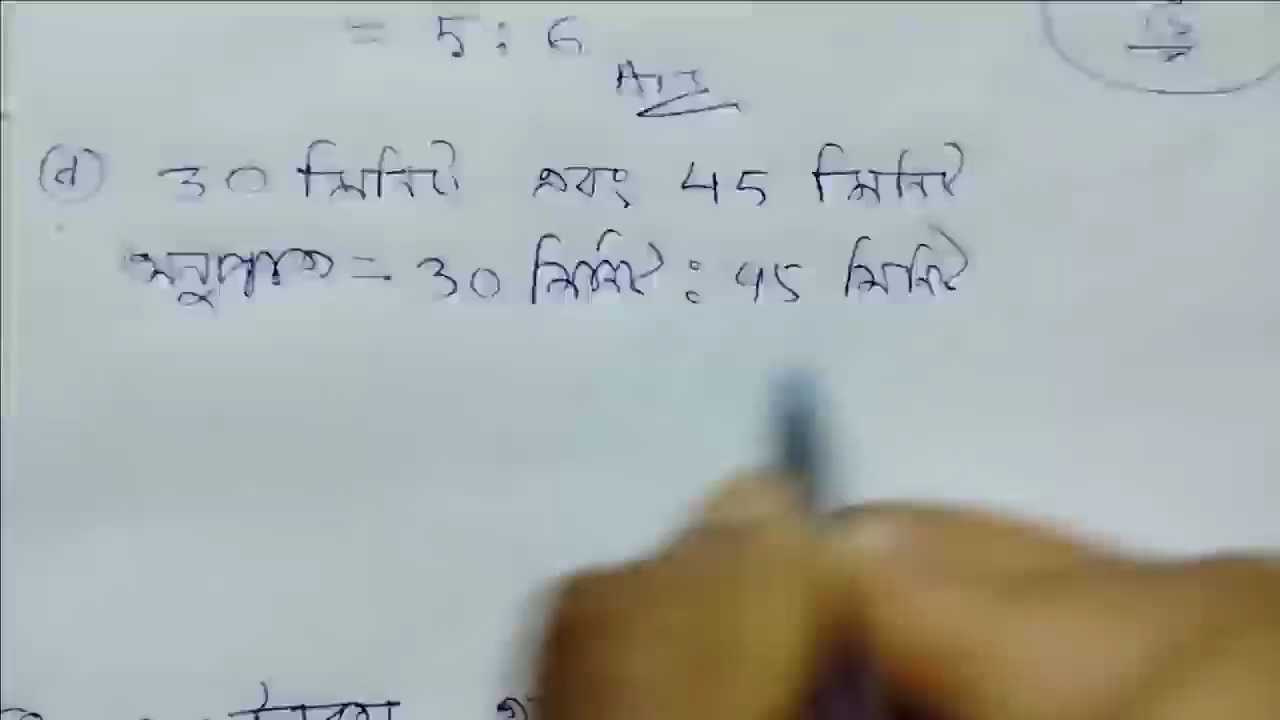 = 5 : 6
Ans
(d) 30 মিনিট এবং 45 মিনিট
অনুপাত = 30 মিনিট : 45 মিনিট